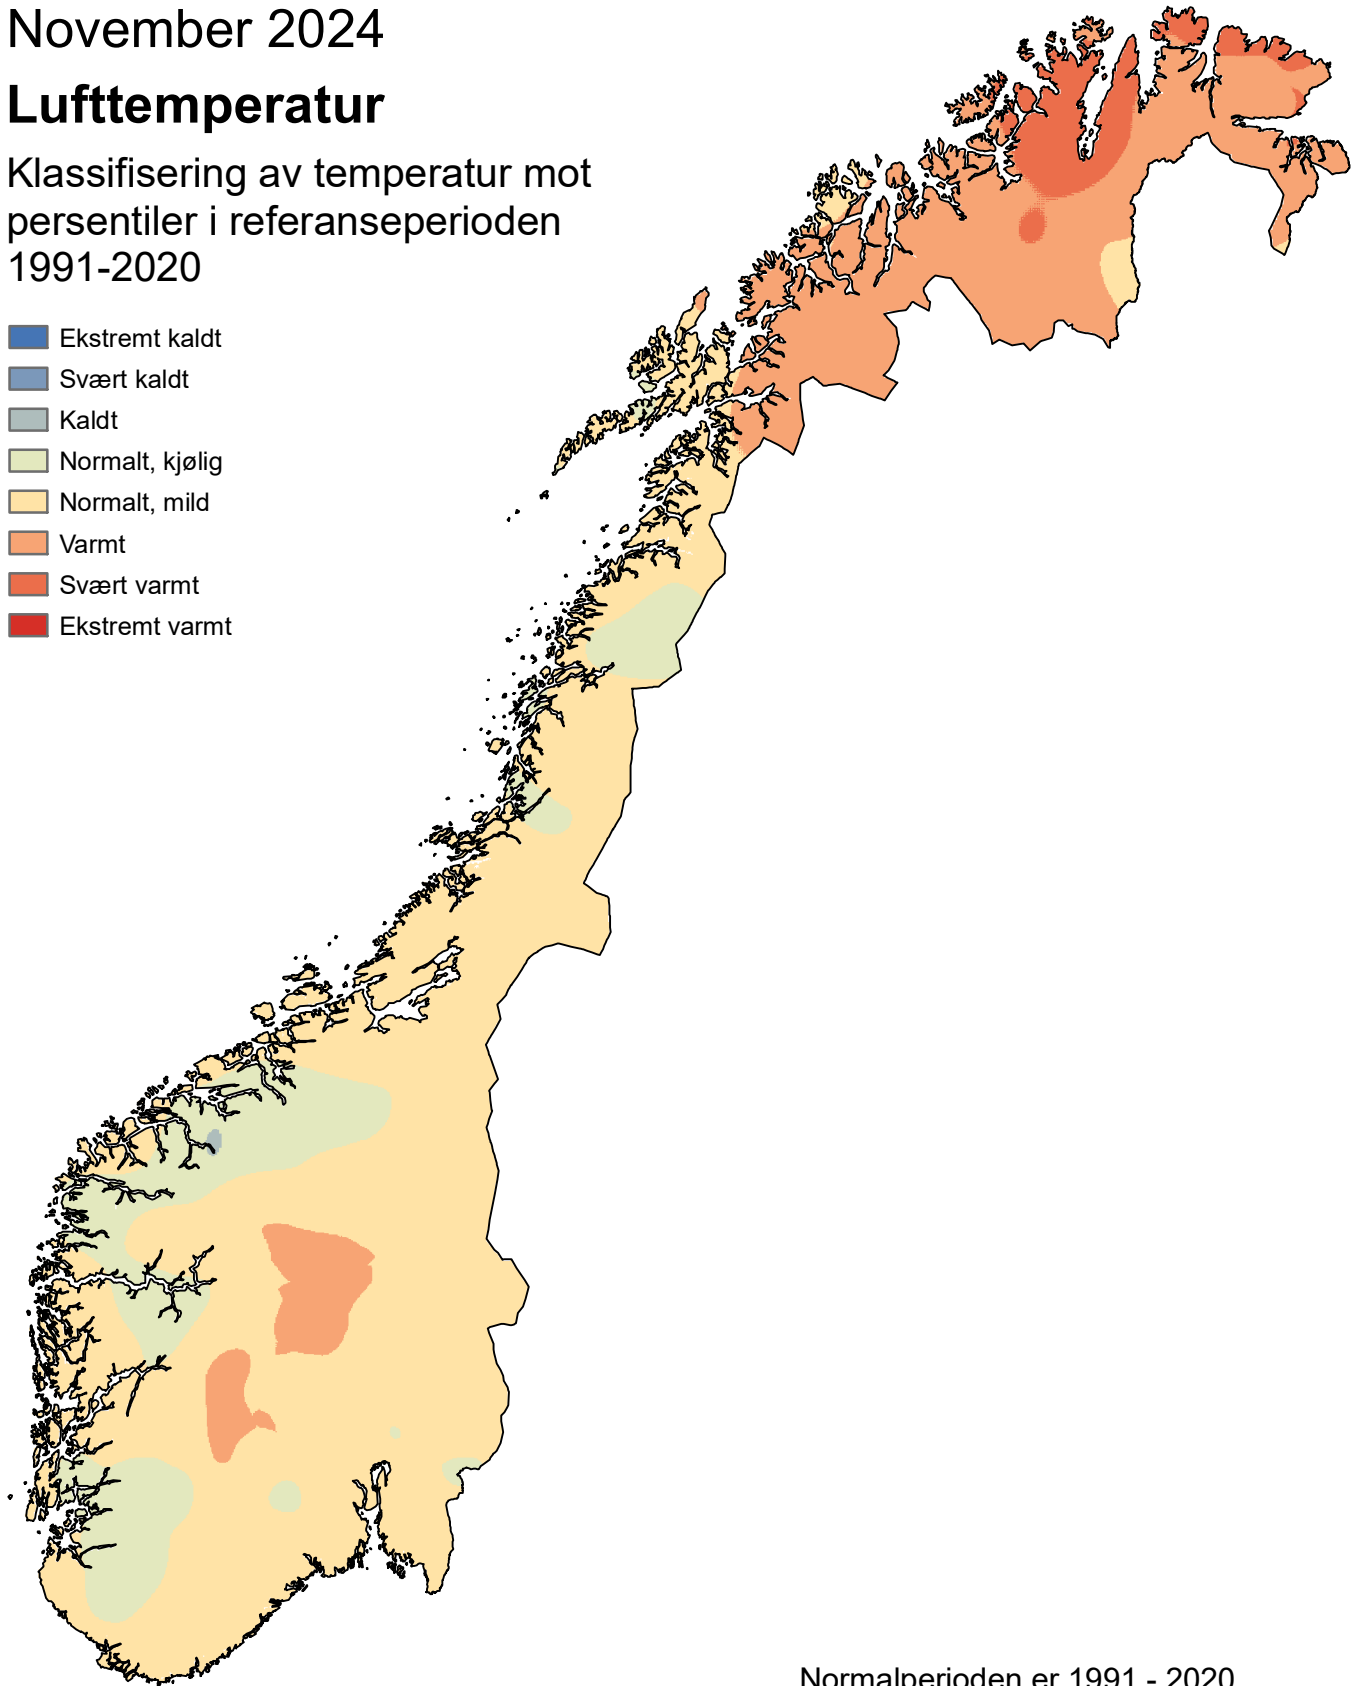 November 2024
Lufttemperatur
Klassifisering av temperatur mot
persentiler i referanseperioden
1991-2020
Ekstremt kaldt
Svært kaldt
Kaldt
Normalt, kjølig
Normalt, mild
Varmt
Svært varmt
Ekstremt varmt
Normalperioden er 1991 - 2020